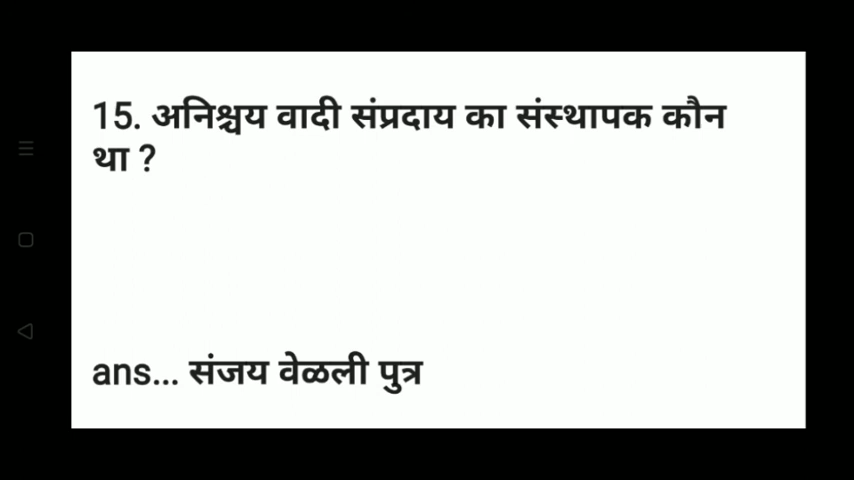 15. अनिश्चय वादी संप्रदाय का संस्थापक कौन
था ?
ans... संजय वेळली पुत्र